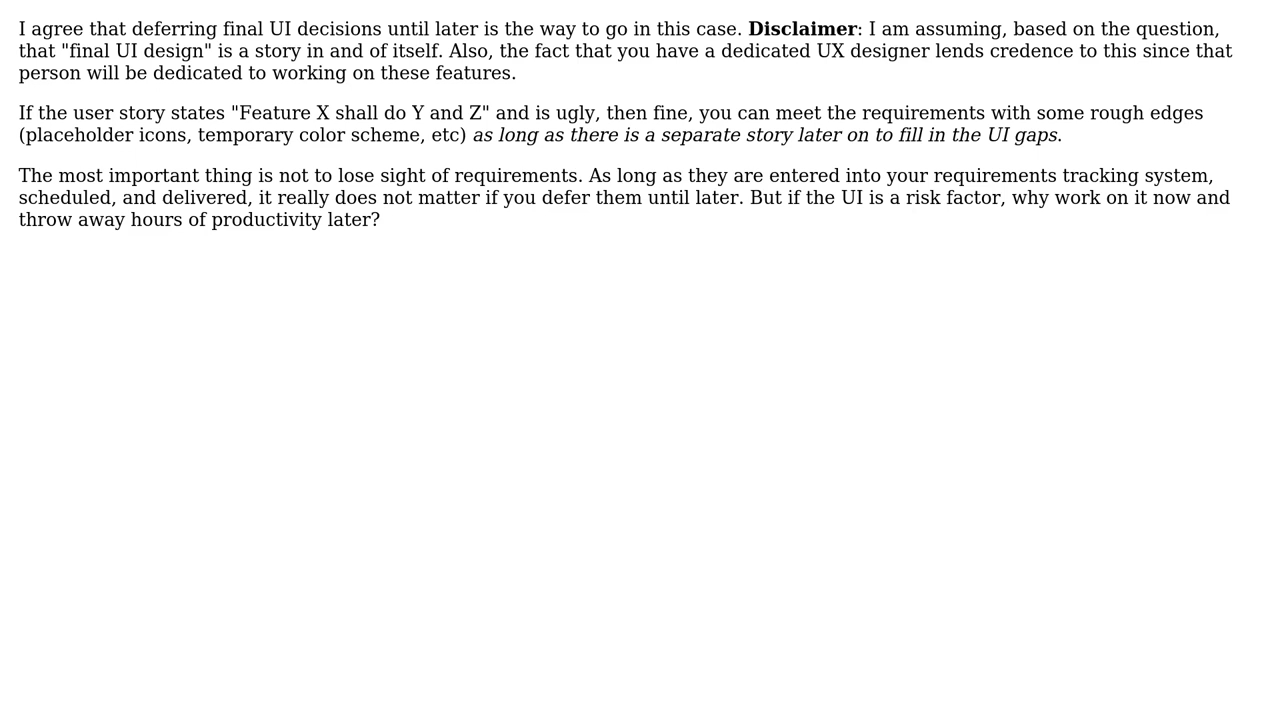 I agree that deferring final UI decisions until later is the way to go in this case. Disclaimer: I am assuming, based on the question,
that "final UI design" is a story in and of itself. Also, the fact that you have a dedicated UX designer lends credence to this since that
person will be dedicated to working on these features.
If the user story states "Feature X shall do Y and Z" and is ugly, then fine, you can meet the requirements with some rough edges
(placeholder icons, temporary color scheme, etc) as long as there is a separate story later on to fill in the UI gaps.
The most important thing is not to lose sight of requirements. As long as they are entered into your requirements tracking system,
scheduled, and delivered, it really does not matter if you defer them until later. But if the UI is a risk factor, why work on it now and
throw away hours of productivity later?